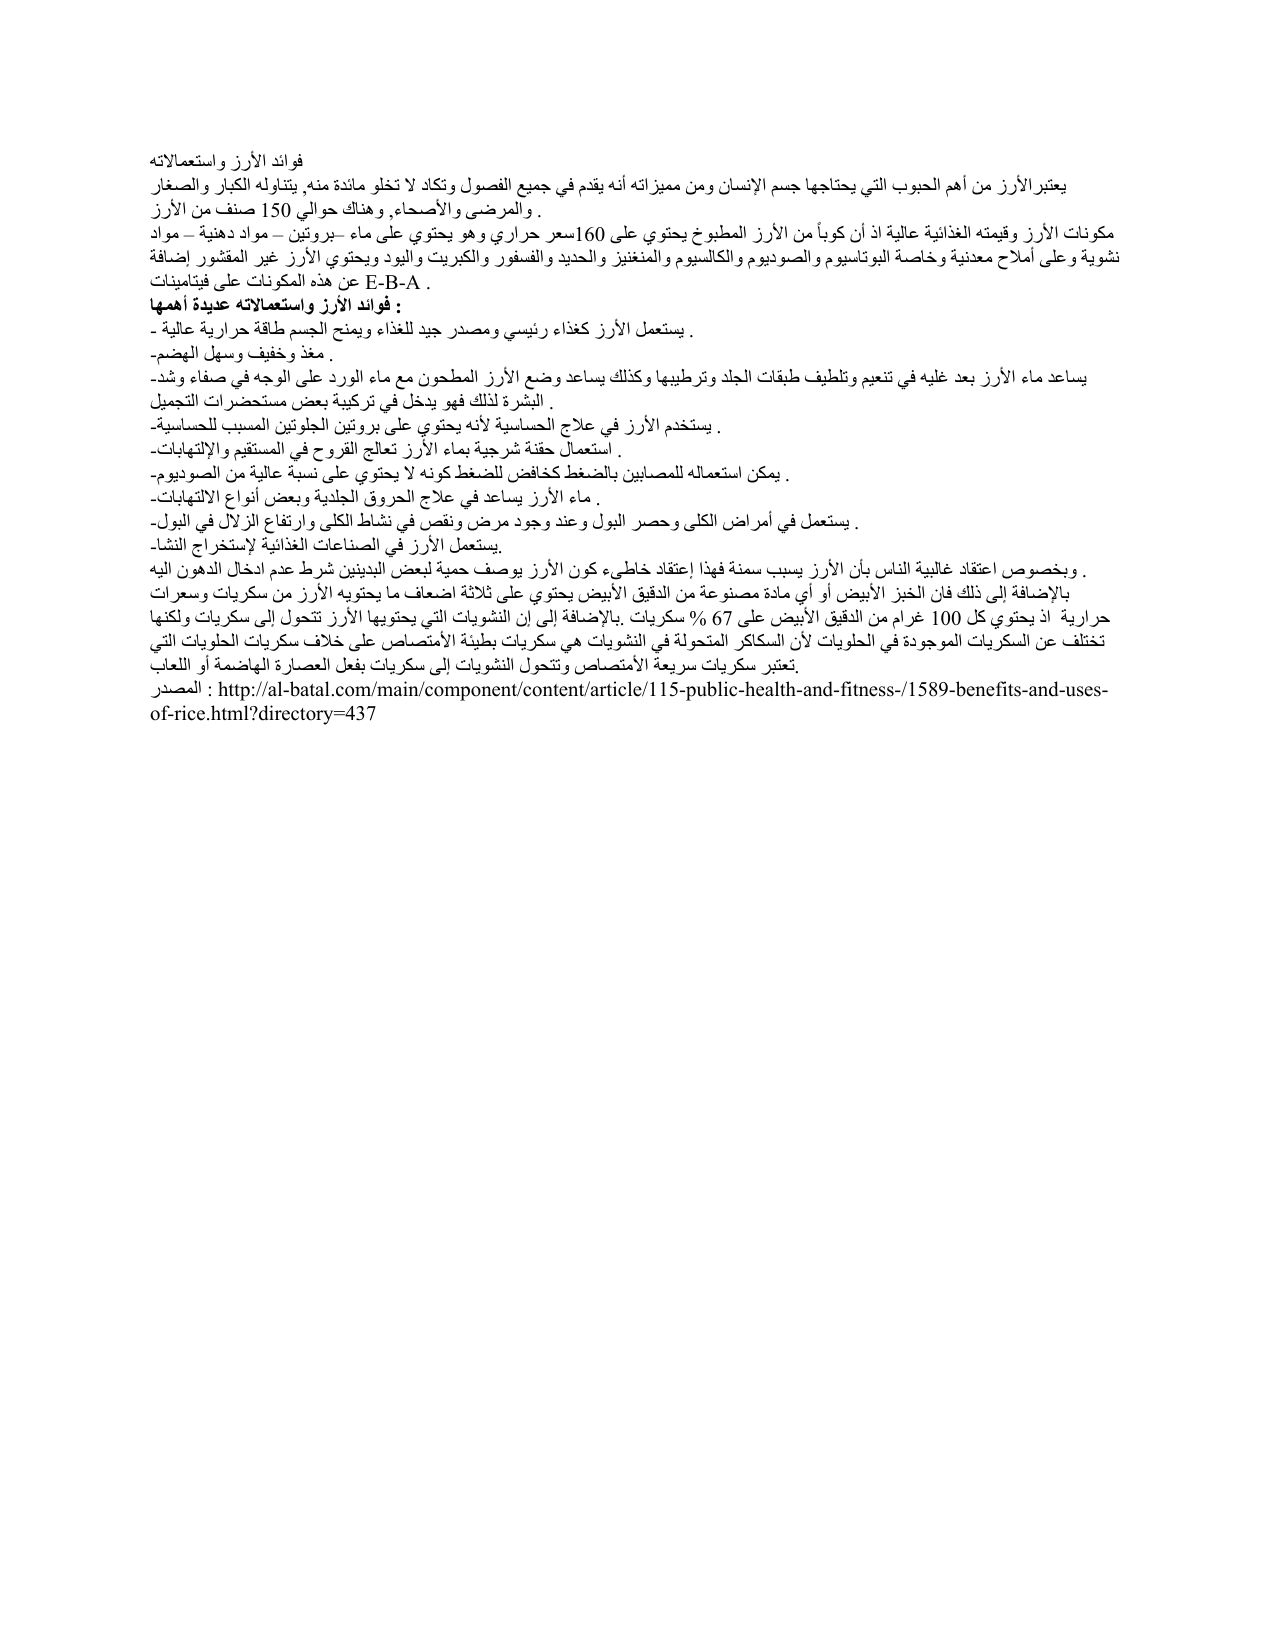 فوائد الأرز واستعمالاته
يعتبرالأرز من أهم الحبوب التي يحتاجها جسم الإنسان ومن مميزاته أنه يقدم في جميع الفصول وتكاد لا تخلو مائدة منه, يتناوله الكبار والصغار
والمرضى والأصحاء, وهناك حوالي 150 صنف من الأرز .
مكونات الأرز وقيمته الغذائية عالية اذ أن كوباً من الأرز المطبوخ يحتوي على 160سعر حراري وهو يحتوي على ماء –بروتين – مواد دهنية – مواد
نشوية وعلى أملاح معدنية وخاصة البوتاسيوم والصوديوم والكالسيوم والمنغنيز والحديد والفسفور والكبريت واليود ويحتوي الأرز غير المقشور إضافة
عن هذه المكونات على فيتامينات E-B-A .
فوائد الأرز واستعمالاته عديدة أهمها :
- يستعمل الأرز كغذاء رئيسي ومصدر جيد للغذاء ويمنح الجسم طاقة حرارية عالية .
-مغذ وخفيف وسهل الهضم .
-يساعد ماء الأرز بعد غليه في تنعيم وتلطيف طبقات الجلد وترطيبها وكذلك يساعد وضع الأرز المطحون مع ماء الورد على الوجه في صفاء وشد
البشرة لذلك فهو يدخل في تركيبة بعض مستحضرات التجميل .
-يستخدم الأرز في علاج الحساسية لأنه يحتوي على بروتين الجلوتين المسبب للحساسية .
-استعمال حقنة شرجية بماء الأرز تعالج القروح في المستقيم والإلتهابات .
-يمكن استعماله للمصابين بالضغط كخافض للضغط كونه لا يحتوي على نسبة عالية من الصوديوم .
-ماء الأرز يساعد في علاج الحروق الجلدية وبعض أنواع الالتهابات .
-يستعمل في أمراض الكلى وحصر البول وعند وجود مرض ونقص في نشاط الكلى وارتفاع الزلال في البول .
-يستعمل الأرز في الصناعات الغذائية لإستخراج النشا.
وبخصوص اعتقاد غالبية الناس بأن الأرز يسبب سمنة فهذا إعتقاد خاطىء كون الأرز يوصف حمية لبعض البدينين شرط عدم ادخال الدهون اليه .
بالإضافة إلى ذلك فان الخبز الأبيض أو أي مادة مصنوعة من الدقيق الأبيض يحتوي على ثلاثة اضعاف ما يحتويه الأرز من سكريات وسعرات
حرارية  اذ يحتوي كل 100 غرام من الدقيق الأبيض على 67 % سكريات .بالإضافة إلى إن النشويات التي يحتويها الأرز تتحول إلى سكريات ولكنها
تختلف عن السكريات الموجودة في الحلويات لأن السكاكر المتحولة في النشويات هي سكريات بطيئة الأمتصاص على خلاف سكريات الحلويات التي
تعتبر سكريات سريعة الأمتصاص وتتحول النشويات إلى سكريات بفعل العصارة الهاضمة أو اللعاب.
المصدر : http://al-batal.com/main/component/content/article/115-public-health-and-fitness-/1589-benefits-and-uses-
of-rice.html?directory=437